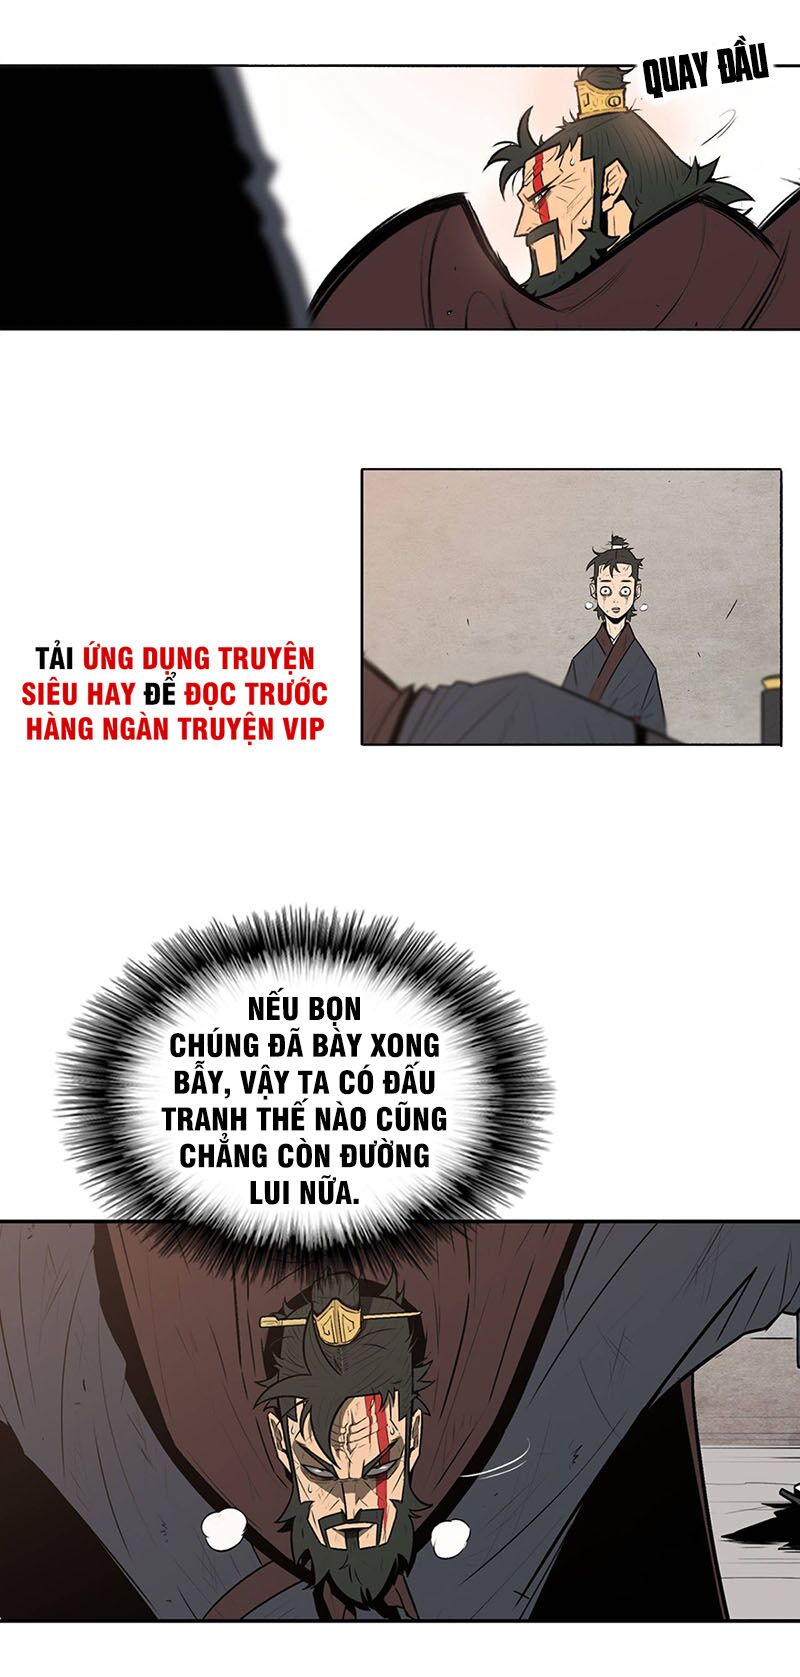 QUAY ĐẦU
TẢI ỨNG DỤNG TRUYỆN
SIÊU HAY ĐỂ ĐỌC TRƯỚC
HÀNG NGÀN TRUYỆN VIP
NẾU BỌN
CHÚNG ĐÃ BÀY XONG
BẪY, VẬY TA CÓ ĐẤU
TRANH THẾ NÀO CŨNG
CHẲNG CÒN ĐƯỜNG
LUI NỮA.